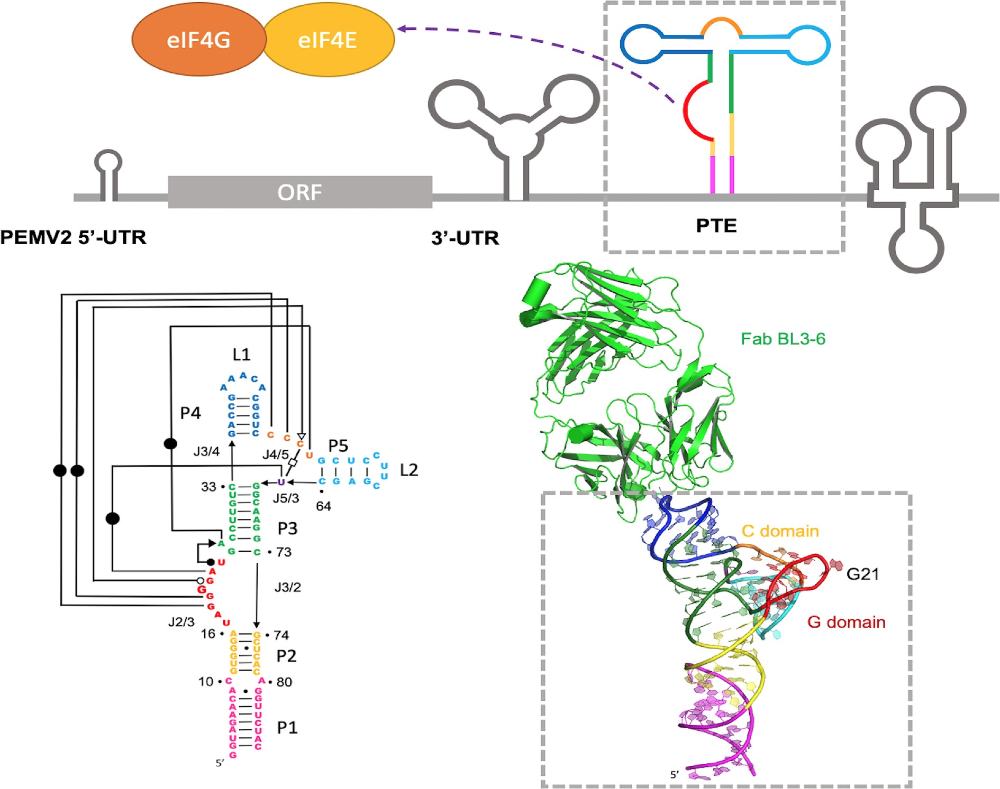 eIF4G eIF4E
ORF
PEMV2 5’-UTR 3’-UTR PTE
Fab BL3-6
L1
A A A C A
G C
C G
C G
P4
A U
G C C C C U
J3/4 J4/5 P5
G C U C C U U C
L2
C G A G
33 C G U J5/3
64
U G
G C
U A
U A
C G
C G
P3
A G C 73
U
A
G
G
G
G
A
U
J3/2
J2/3
16 A G 74
G C
G U
G C
U A
G C
P2
10 C A 80
A G
C G
A U
A U
G C
A U
U A
G C
G
P1
5’
C domain
G21
G domain
5’